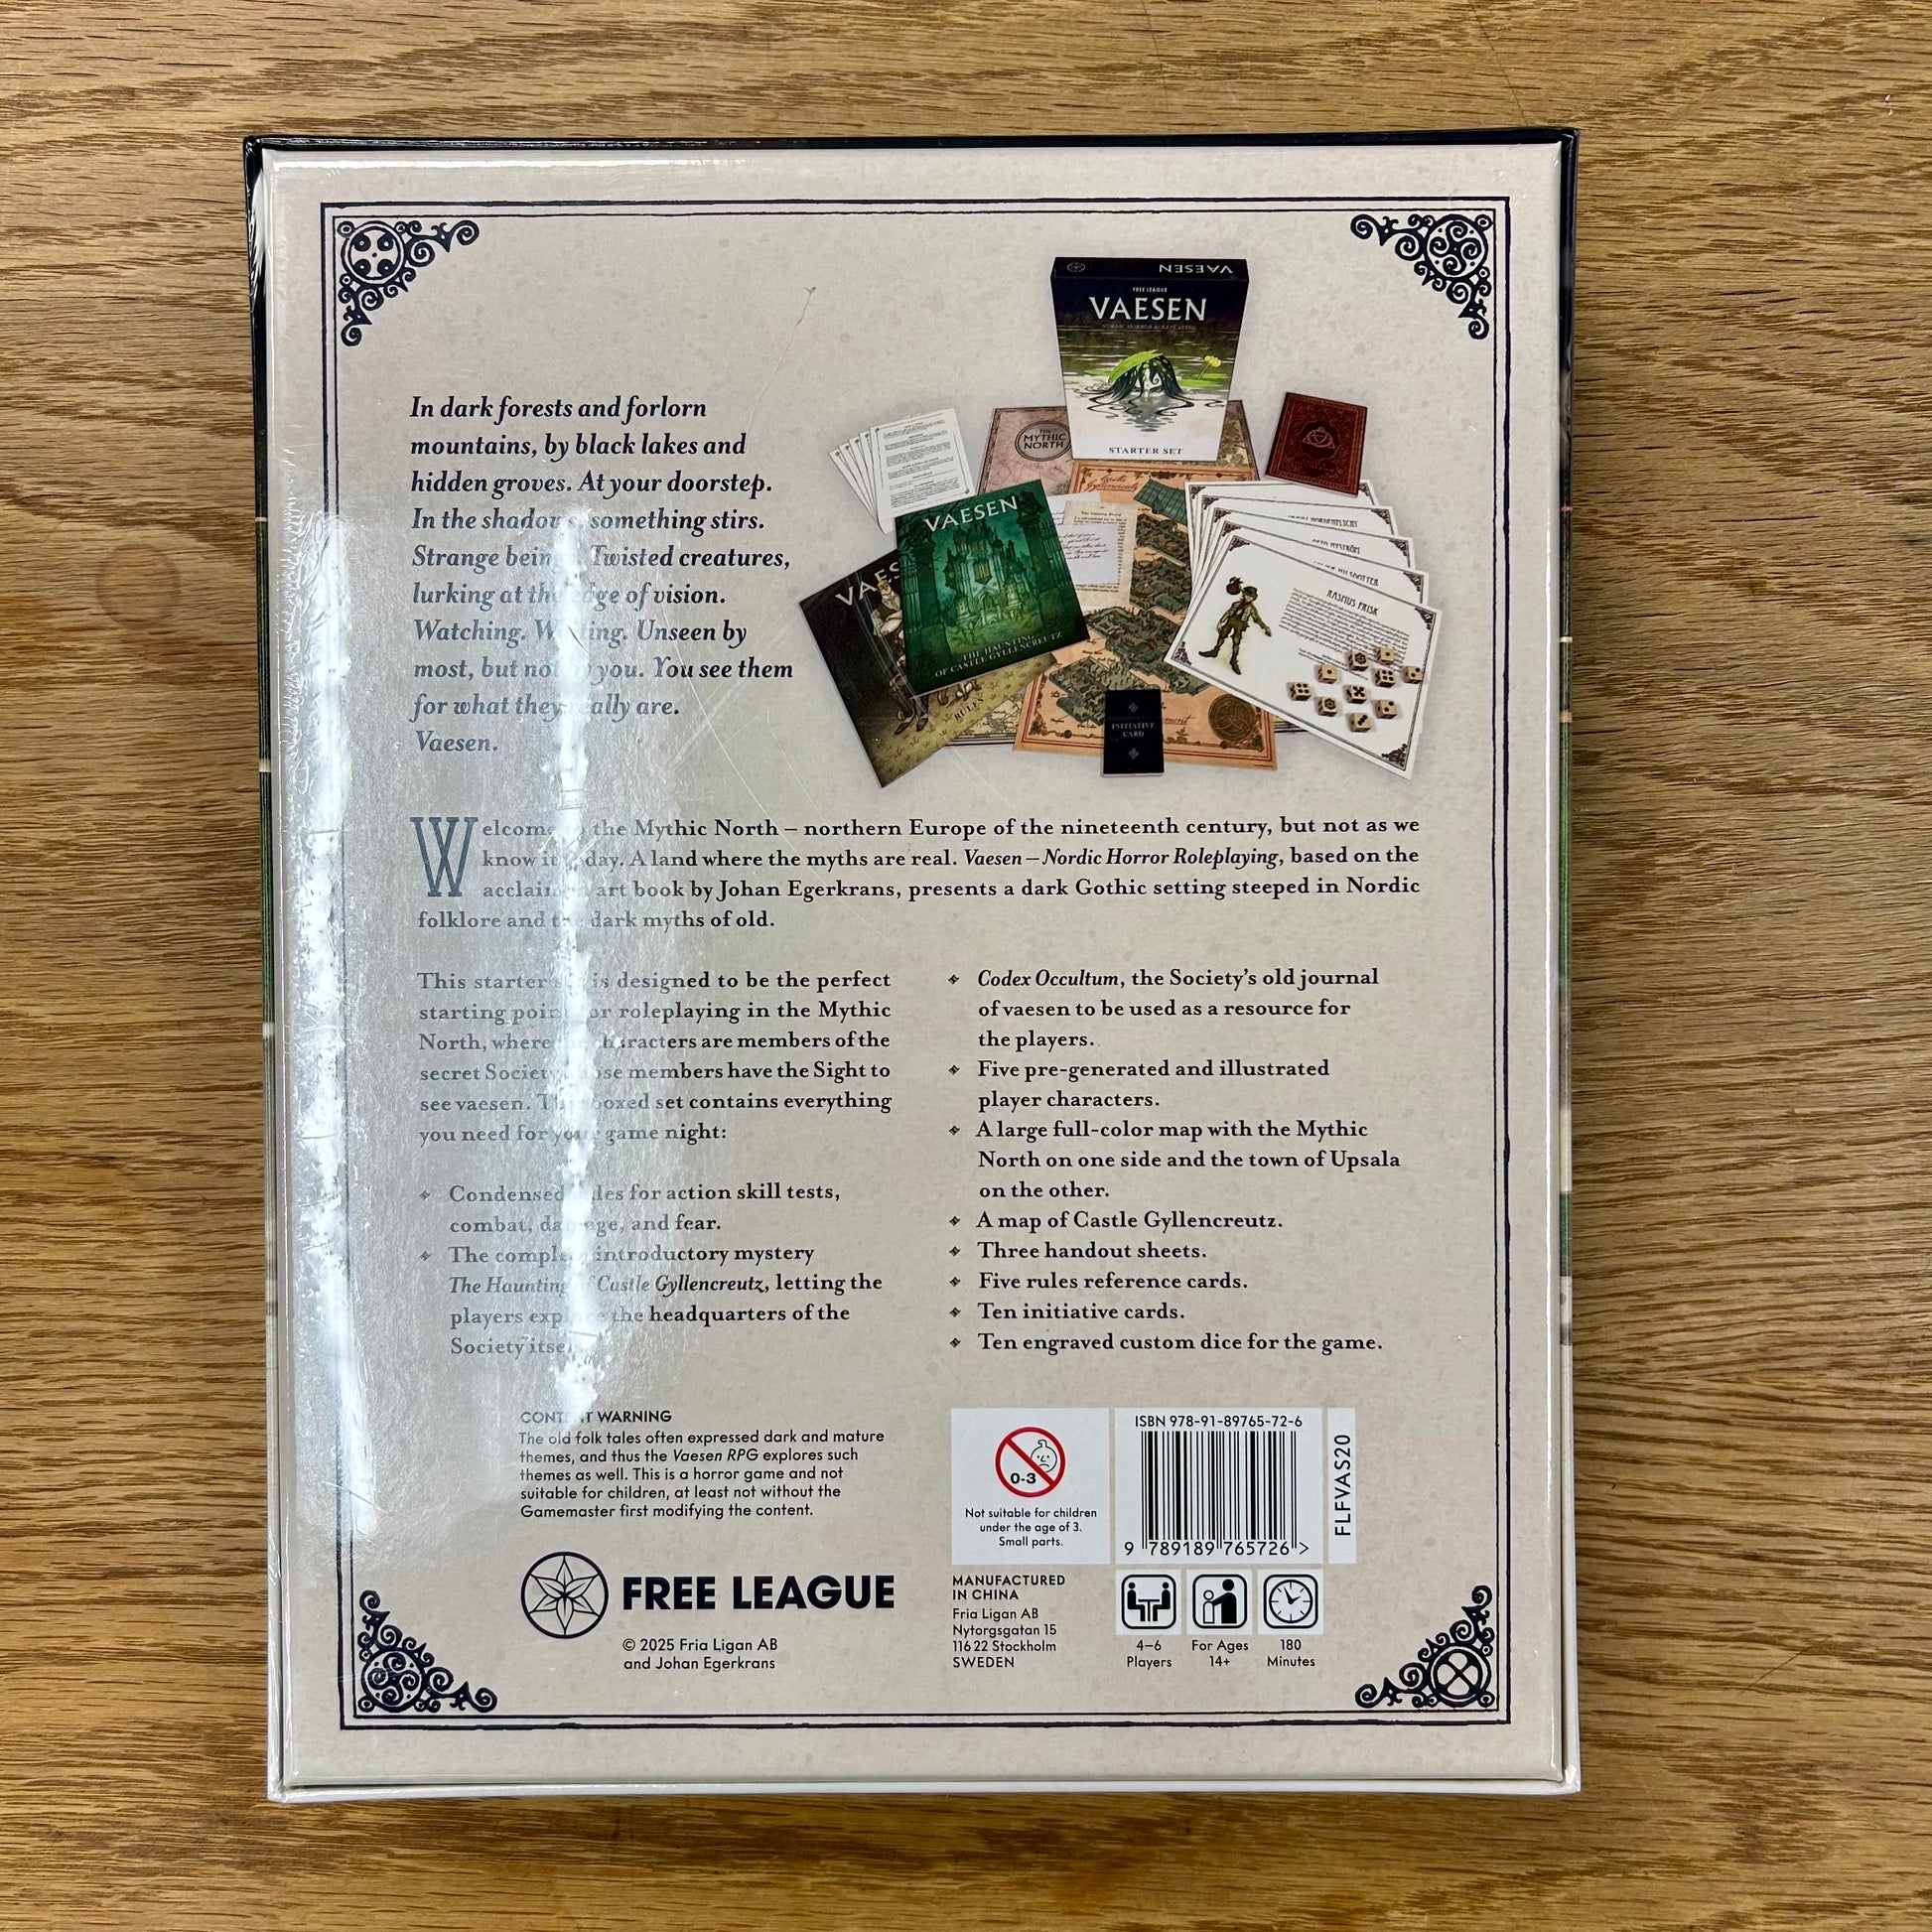 VAESEN
FREE LEAGUE
VAESEN
NORDIC HORROR ROLEPLAYING
STARTER SET
THE
MYTHIC
NORTH
VAESEN
THE HAUNTING
OF CASTLE GYLLENCREUTZ
VAES
RULES
INITIATIVE
CARD
RASMUS FRISK
In dark forests and forlorn
mountains, by black lakes and
hidden groves. At your doorstep.
In the shadows, something stirs.
Strange beings. Twisted creatures,
lurking at the edge of vision.
Watching. Waiting. Unseen by
most, but not by you. You see them
for what they really are.
Vaesen.
Welcome to the Mythic North – northern Europe of the nineteenth century, but not as we
know it today. A land where the myths are real. Vaesen – Nordic Horror Roleplaying, based on the
acclaimed art book by Johan Egerkrans, presents a dark Gothic setting steeped in Nordic
folklore and the dark myths of old.
This starter set is designed to be the perfect
starting point for roleplaying in the Mythic
North, where the characters are members of the
secret Society whose members have the Sight to
see vaesen. This boxed set contains everything
you need for your game night:
Condensed rules for action skill tests,
combat, damage, and fear.
The complete introductory mystery
The Haunting of Castle Gyllencreutz, letting the
players explore the headquarters of the
Society itself.
Codex Occultum, the Society's old journal
of vaesen to be used as a resource for
the players.
Five pre-generated and illustrated
player characters.
A large full-color map with the Mythic
North on one side and the town of Upsala
on the other.
A map of Castle Gyllencreutz.
Three handout sheets.
Five rules reference cards.
Ten initiative cards.
Ten engraved custom dice for the game.
CONTENT WARNING
The old folk tales often expressed dark and mature
themes, and thus the Vaesen RPG explores such
themes as well. This is a horror game and not
suitable for children, at least not without the
Gamemaster first modifying the content.
FREE LEAGUE
© 2025 Fria Ligan AB
and Johan Egerkrans
0-3
Not suitable for children
under the age of 3.
Small parts.
ISBN 978-91-89765-72-6
9 789189 765726 >
FLFVAS20
MANUFACTURED
IN CHINA
Fria Ligan AB
Nytorgsgatan 15
116 22 Stockholm
SWEDEN
4–6
Players
For Ages
14+
180
Minutes